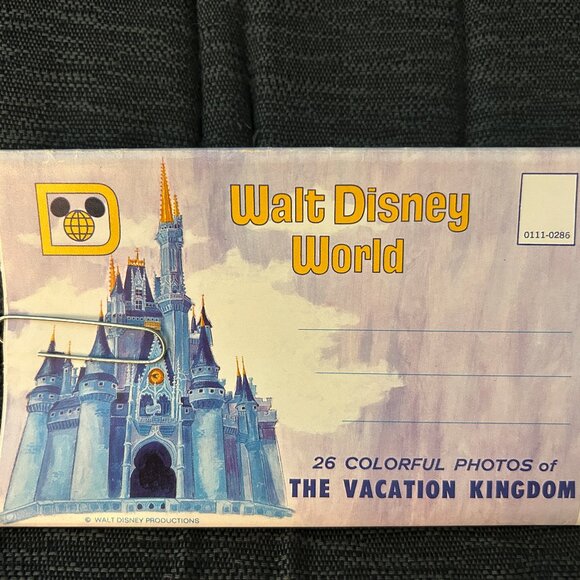 Walt Disney
World
0111-0286
26 COLORFUL PHOTOS of
THE VACATION KINGDOM
© WALT DISNEY PRODUCTIONS